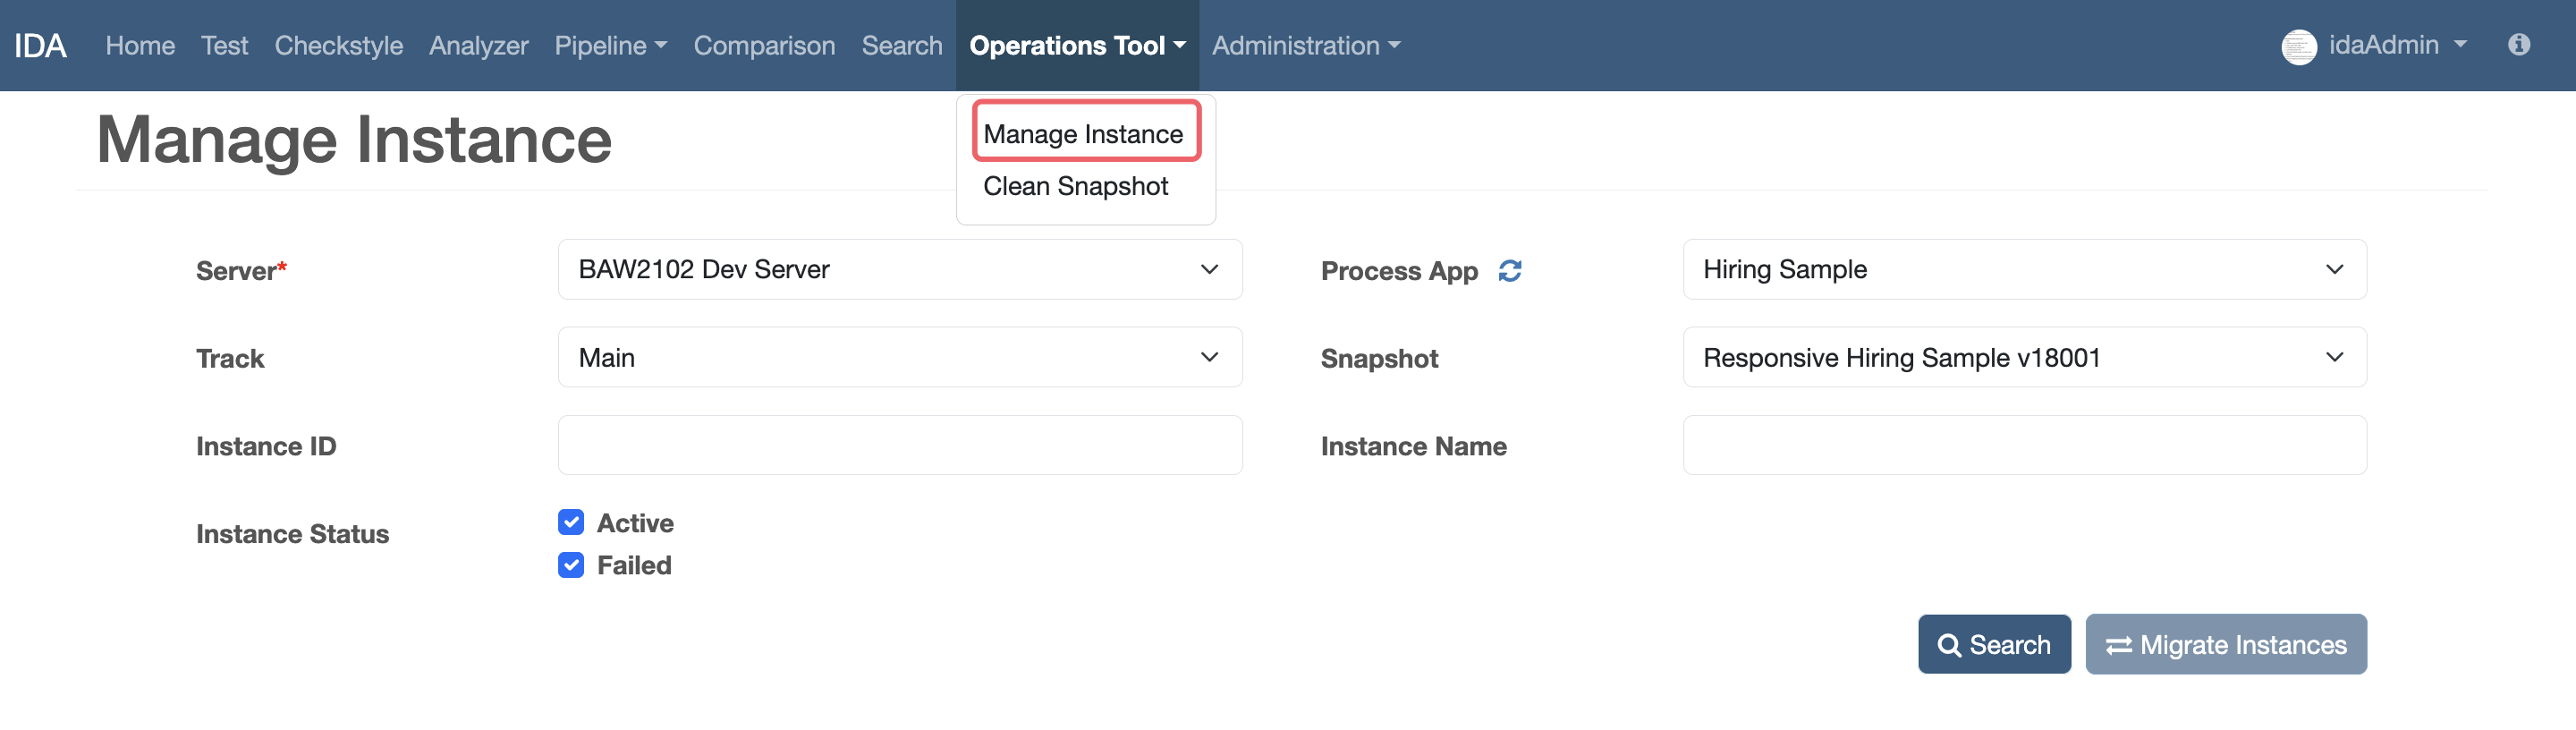 IDA Home Test Checkstyle Analyzer Pipeline Comparison Search Operations Tool Administration idaAdmin
Manage Instance
Manage Instance
Clean Snapshot
Server* BAW2102 Dev Server Process App Hiring Sample
Track Main Snapshot Responsive Hiring Sample v18001
Instance ID Instance Name
Instance Status Active
Failed
Search Migrate Instances